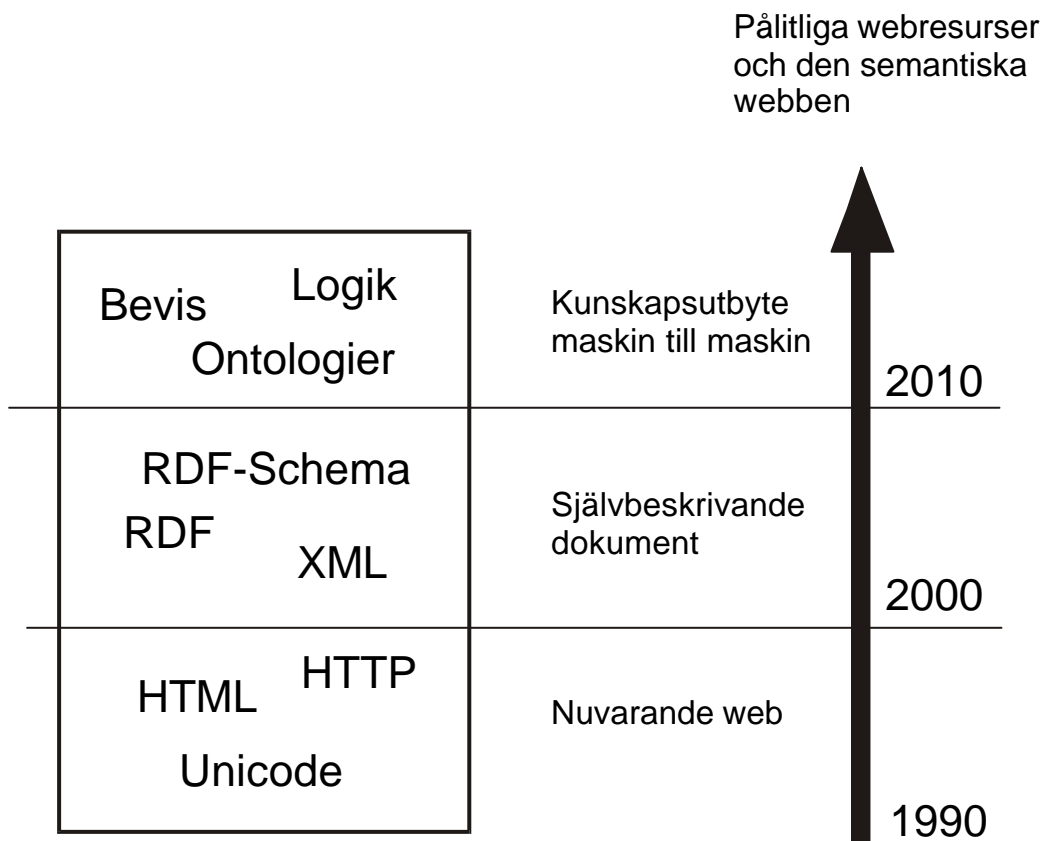 Pålitliga webresurser
och den semantiska
webben
Bevis
Logik
Ontologier
Kunskapsutbyte
maskin till maskin
2010
RDF-Schema
RDF
XML
Självbeskrivande
dokument
2000
HTML
HTTP
Unicode
Nuvarande web
1990